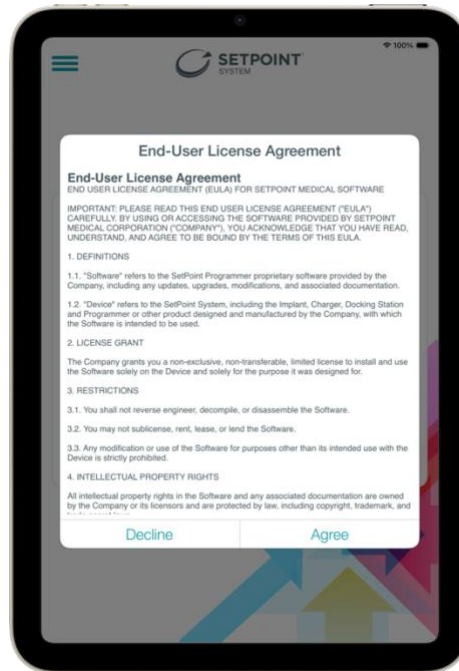 100%
SETPOINT
SYSTEM
End-User License Agreement
End-User License Agreement
END USER LICENSE AGREEMENT (EULA) FOR SETPOINT MEDICAL SOFTWARE
IMPORTANT: PLEASE READ THIS END USER LICENSE AGREEMENT ("EULA")
CAREFULLY. BY USING OR ACCESSING THE SOFTWARE PROVIDED BY SETPOINT
MEDICAL CORPORATION ("COMPANY"), YOU ACKNOWLEDGE THAT YOU HAVE READ,
UNDERSTAND, AND AGREE TO BE BOUND BY THE TERMS OF THIS EULA.
1. DEFINITIONS
1.1. "Software" refers to the SetPoint Programmer proprietary software provided by the
Company, including any updates, upgrades, modifications, and associated documentation.
1.2. "Device" refers to the SetPoint System, including the Implant, Charger, Docking Station
and Programmer or other product designed and manufactured by the Company, with which
the Software is intended to be used.
2. LICENSE GRANT
The Company grants you a non-exclusive, non-transferable, limited license to install and use
the Software solely on the Device and solely for the purpose it was designed for.
3. RESTRICTIONS
3.1. You shall not reverse engineer, decompile, or disassemble the Software.
3.2. You may not sublicense, rent, lease, or lend the Software.
3.3. Any modification or use of the Software for purposes other than its intended use with the
Device is strictly prohibited.
4. INTELLECTUAL PROPERTY RIGHTS
All intellectual property rights in the Software and any associated documentation are owned
by the Company or its licensors and are protected by law, including copyright, trademark, and
Decline
Agree